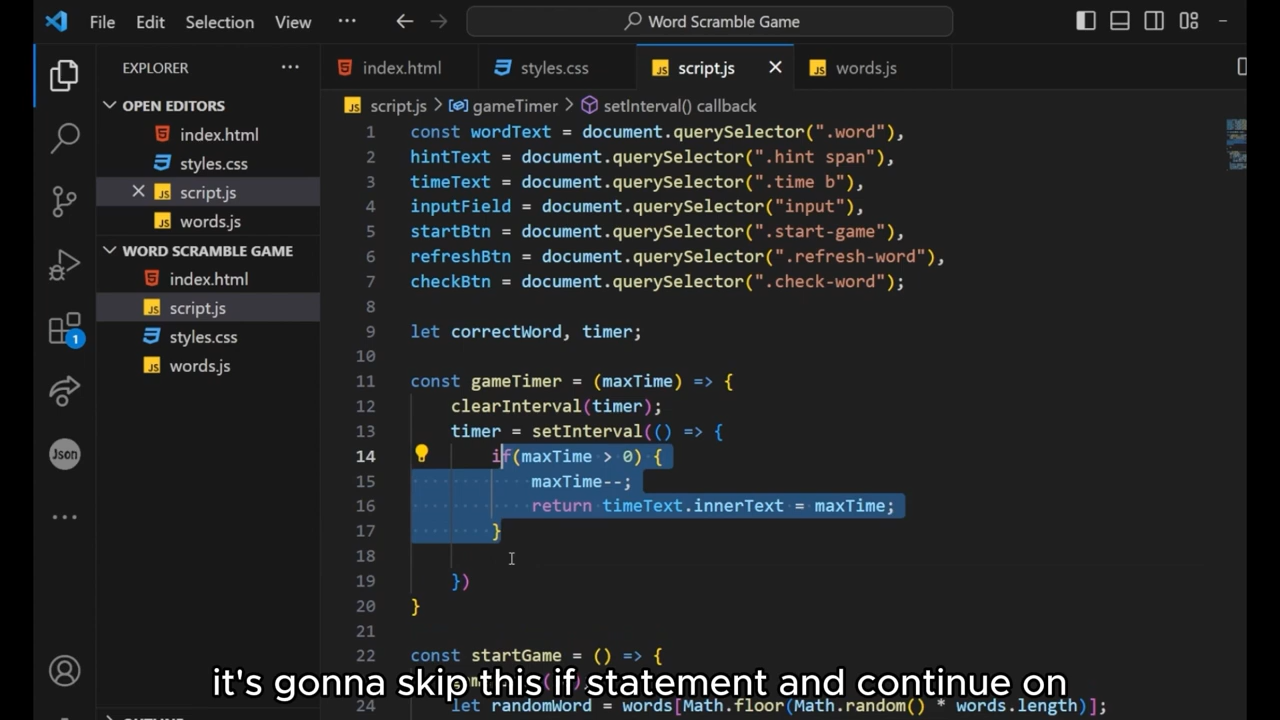 File Edit Selection View ... Word Scramble Game
EXPLORER ...
index.html styles.css script.js words.js
script.js > gameTimer > setInterval() callback
OPEN EDITORS
index.html
styles.css
script.js
words.js
WORD SCRAMBLE GAME
index.html
script.js
styles.css
words.js
1
Json
1 const wordText = document.querySelector(".word"),
2 hintText = document.querySelector(".hint span"),
3 timeText = document.querySelector(".time b"),
4 inputField = document.querySelector("input"),
5 startBtn = document.querySelector(".start-game"),
6 refreshBtn = document.querySelector(".refresh-word"),
7 checkBtn = document.querySelector(".check-word");
8
9 let correctWord, timer;
10
11 const gameTimer = (maxTime) => {
12 clearInterval(timer);
13 timer = setInterval(() => {
14 if(maxTime > 0) {
15 maxTime--;
16 return timeText.innerText = maxTime;
17 }
18
19 })
20 }
21
22 const startGame = () => {
24 let randomWord = words[Math.floor(Math.random() * words.length)];
it's gonna skip this if statement and continue on